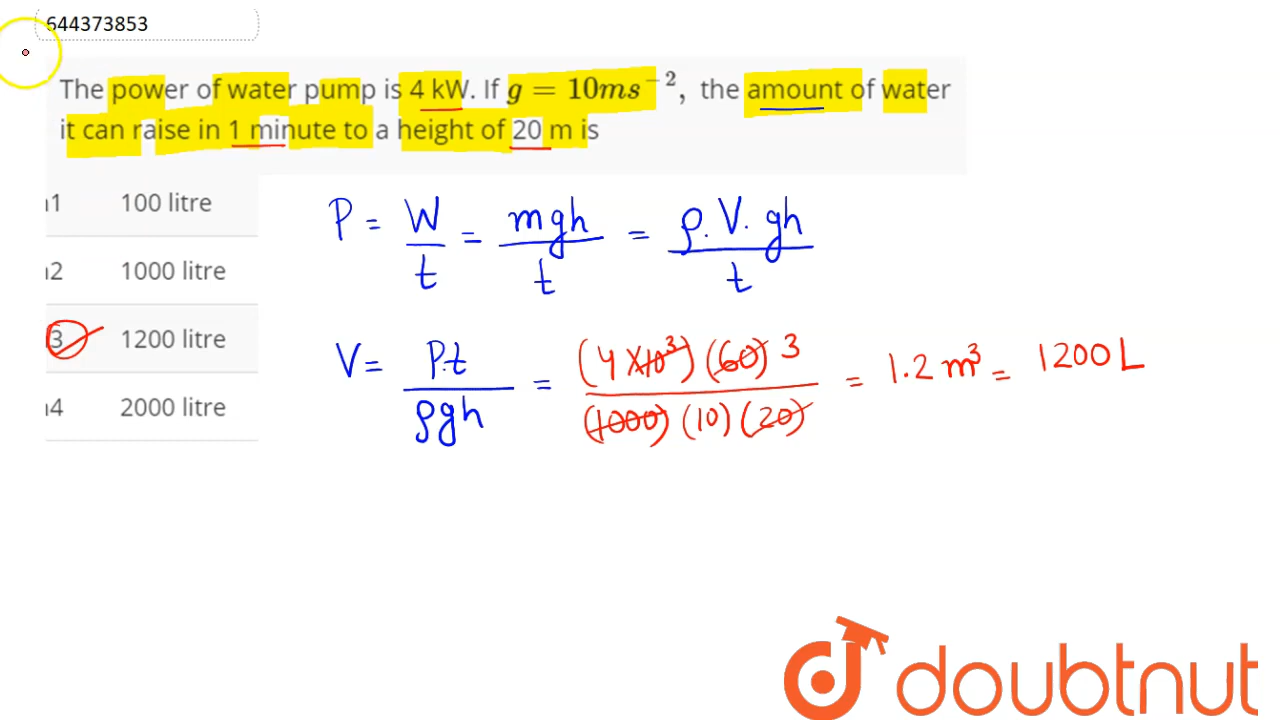 644373853
The power of water pump is 4 kW. If g = 10ms⁻², the amount of water
it can raise in 1 minute to a height of 20 m is
1 100 litre
2 1000 litre
3 1200 litre
4 2000 litre
P = W/t = mgh/t = ρ.V.gh/t
V = P.t/ρgh = (4×10³)(60) 3/(1000)(10)(20) = 1.2 m³ = 1200 L
doubtnut